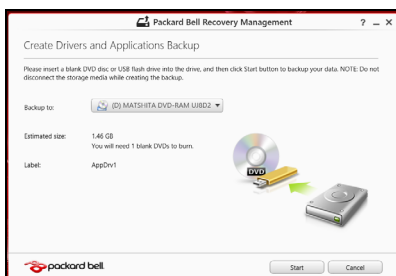 Packard Bell Recovery Management
? – ×
Create Drivers and Applications Backup
Please insert a blank DVD disc or USB flash drive into the drive, and then click Start button to backup your data. NOTE: Do not
disconnect the storage media while creating the backup.
Backup to: (D) MATSHITA DVD-RAM UJ8D2
Estimated size: 1.46 GB
You will need 1 blank DVDs to burn.
Label: AppDrv1
DVD
packard bell
Start Cancel